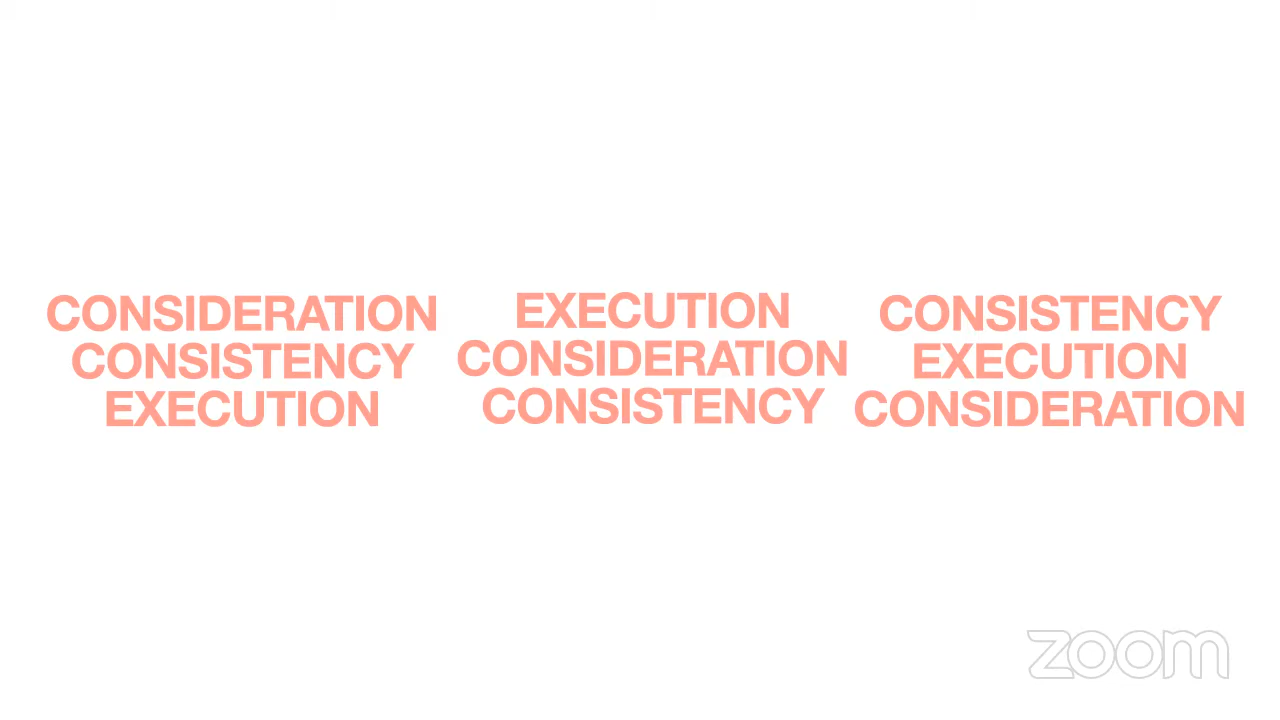 CONSIDERATION
CONSISTENCY
EXECUTION
EXECUTION
CONSIDERATION
CONSISTENCY
CONSISTENCY
EXECUTION
CONSIDERATION
zoom